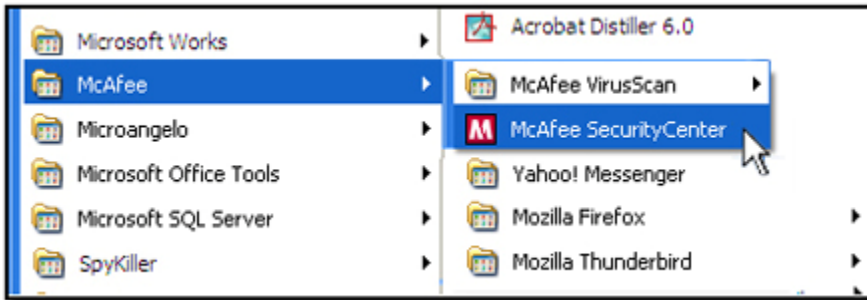 Microsoft Works
McAfee
Microangelo
Microsoft Office Tools
Microsoft SQL Server
SpyKiller
Acrobat Distiller 6.0
McAfee VirusScan
M McAfee SecurityCenter
Yahoo! Messenger
Mozilla Firefox
Mozilla Thunderbird